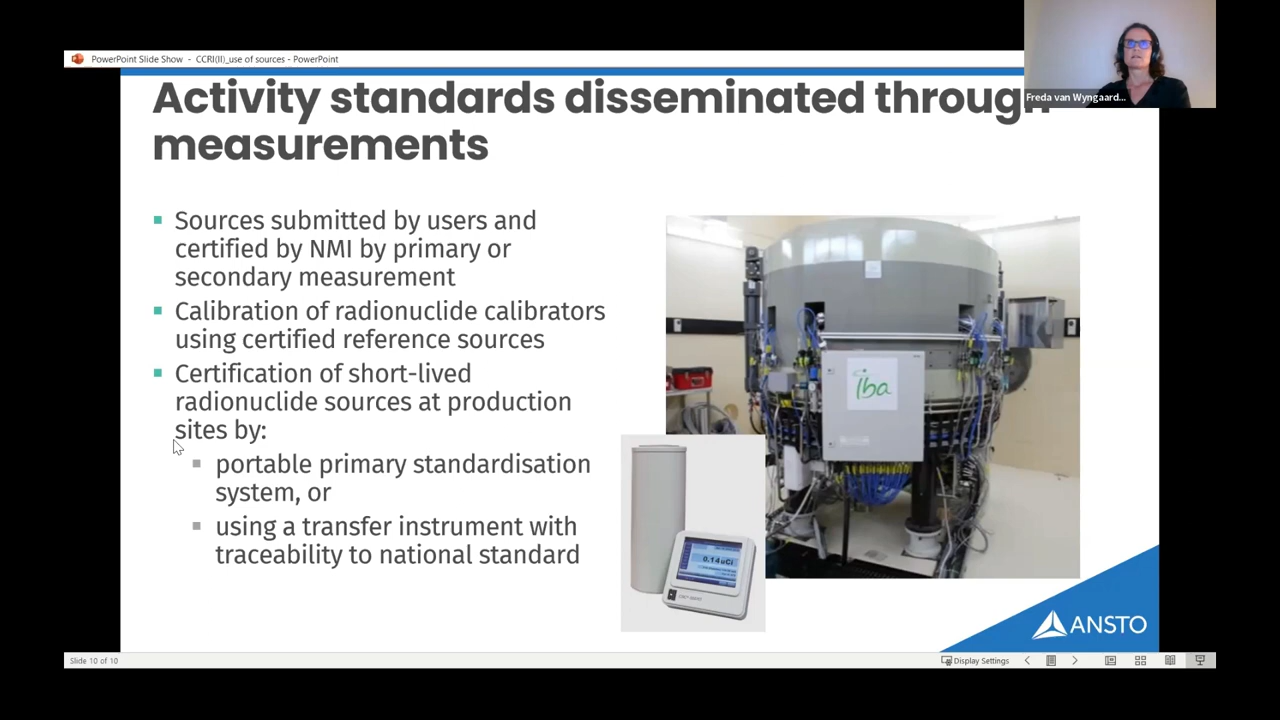 PowerPoint Slide Show - CCRI(II)_use of sources - PowerPoint
Freda van Wyngaard...
Activity standards disseminated through
measurements
▪ Sources submitted by users and
certified by NMI by primary or
secondary measurement
▪ Calibration of radionuclide calibrators
using certified reference sources
▪ Certification of short-lived
radionuclide sources at production
sites by:
▪ portable primary standardisation
system, or
▪ using a transfer instrument with
traceability to national standard
iba
0.14uCi
ANSTO
Slide 10 of 10
Display Settings